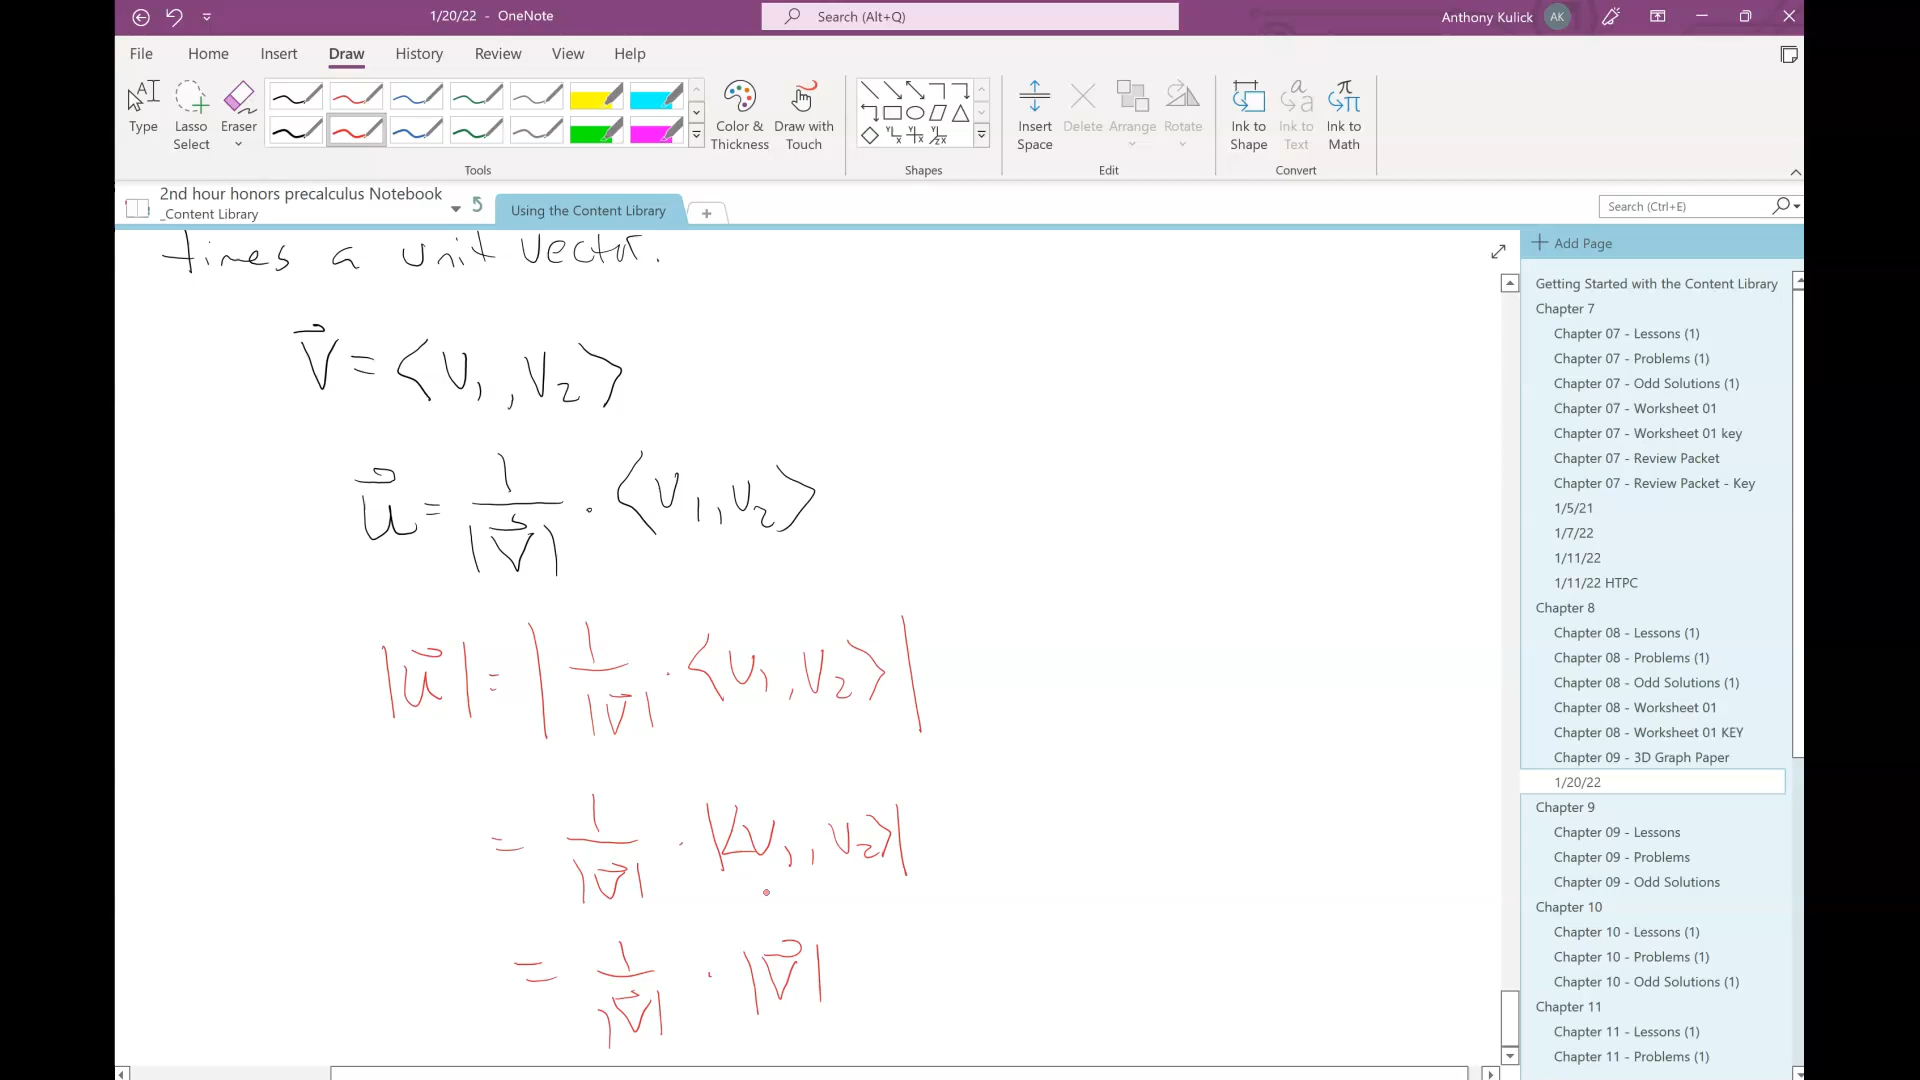 1/20/22 - OneNote
Search (Alt+Q)
Anthony Kulick
AK
File
Home
Insert
Draw
History
Review
View
Help
Type
Lasso Select
Eraser
Color & Thickness
Draw with Touch
Insert Space
Delete
Arrange
Rotate
Ink to Shape
Ink to Text
Ink to Math
Tools
Shapes
Edit
Convert
2nd hour honors precalculus Notebook
_Content Library
Using the Content Library
Search (Ctrl+E)
times a unit vector.
v⃗ = ⟨v₁, v₂⟩
u⃗ = 1/|v⃗| · ⟨v₁, v₂⟩
|u⃗| = | 1/|v⃗| · ⟨v₁, v₂⟩ |
= 1/|v⃗| · |⟨v₁, v₂⟩|
= 1/|v⃗| · |v⃗|
Add Page
Getting Started with the Content Library
Chapter 7
Chapter 07 - Lessons (1)
Chapter 07 - Problems (1)
Chapter 07 - Odd Solutions (1)
Chapter 07 - Worksheet 01
Chapter 07 - Worksheet 01 key
Chapter 07 - Review Packet
Chapter 07 - Review Packet - Key
1/5/21
1/7/22
1/11/22
1/11/22 HTPC
Chapter 8
Chapter 08 - Lessons (1)
Chapter 08 - Problems (1)
Chapter 08 - Odd Solutions (1)
Chapter 08 - Worksheet 01
Chapter 08 - Worksheet 01 KEY
Chapter 09 - 3D Graph Paper
1/20/22
Chapter 9
Chapter 09 - Lessons
Chapter 09 - Problems
Chapter 09 - Odd Solutions
Chapter 10
Chapter 10 - Lessons (1)
Chapter 10 - Problems (1)
Chapter 10 - Odd Solutions (1)
Chapter 11
Chapter 11 - Lessons (1)
Chapter 11 - Problems (1)